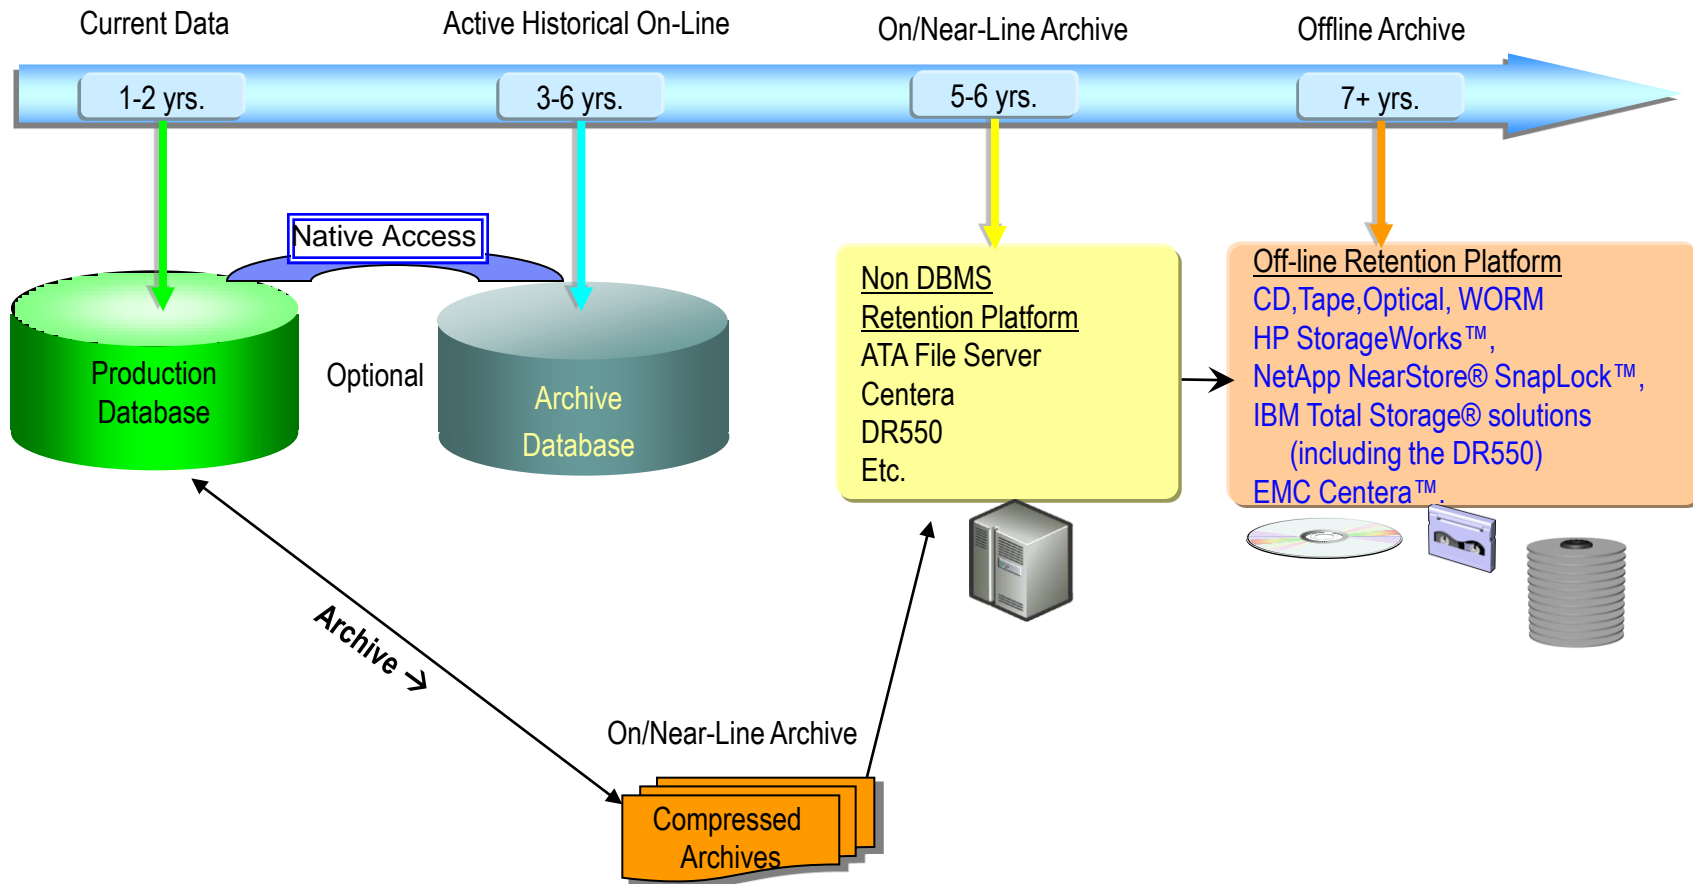 Current Data
Active Historical On-Line
On/Near-Line Archive
Offline Archive
1-2 yrs.
3-6 yrs.
5-6 yrs.
7+ yrs.
Native Access
Production
Database
Optional
Archive
Database
Non DBMS
Retention Platform
ATA File Server
Centera
DR550
Etc.
Off-line Retention Platform
CD,Tape,Optical, WORM
HP StorageWorks™,
NetApp NearStore® SnapLock™,
IBM Total Storage® solutions
(including the DR550)
EMC Centera™.
Archive →
On/Near-Line Archive
Compressed
Archives